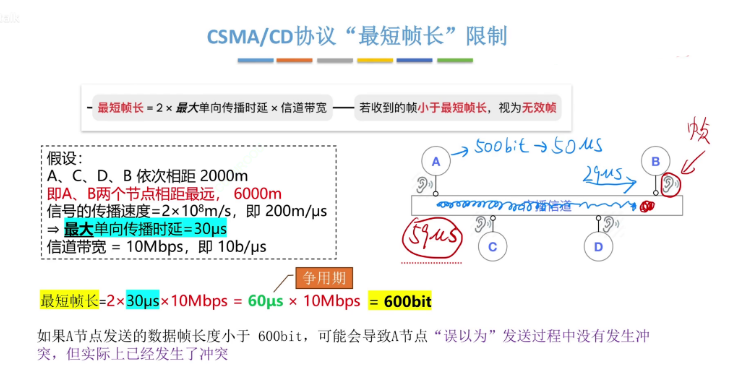 CSMA/CD协议“最短帧长”限制
最短帧长=2×最大单向传播时延×信道带宽
若收到的帧小于最短帧长，视为无效帧
假设：
A、C、D、B 依次相距 2000m
即A、B两个节点相距最远， 6000m
信号的传播速度=2×10⁸m/s，即 200m/μs
⇒ 最大单向传播时延=30μs
信道带宽 = 10Mbps，即 10b/μs
A
500bit → 50μs
29μs
B
帧
广播信道
59μs
C
D
争用期
最短帧长=2×30μs×10Mbps = 60μs × 10Mbps = 600bit
如果A节点发送的数据帧长度小于 600bit，可能会导致A节点“误以为”发送过程中没有发生冲
突，但实际上已经发生了冲突